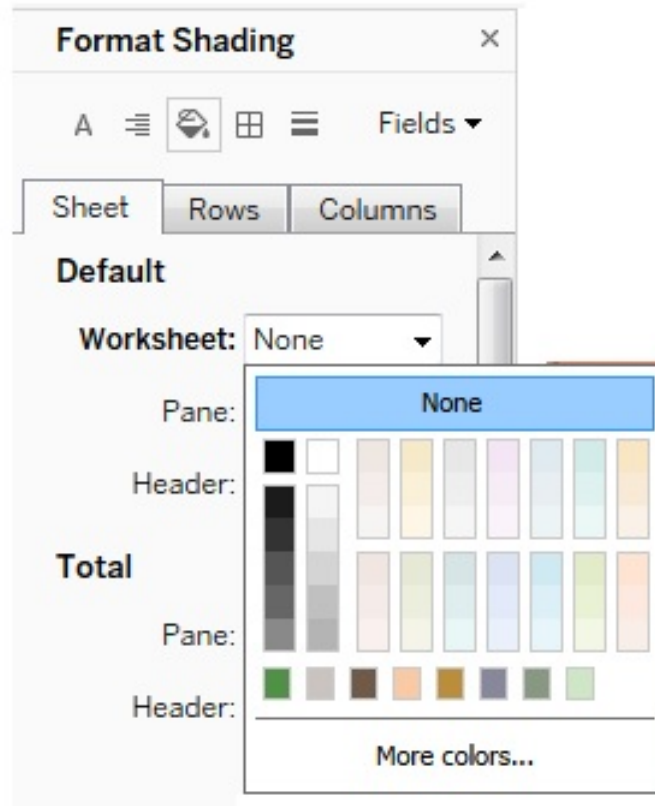 Format Shading ×
A Fields
Sheet Rows Columns
Default
Worksheet: None
None
Pane:
Header:
Total
Pane:
Header:
More colors...